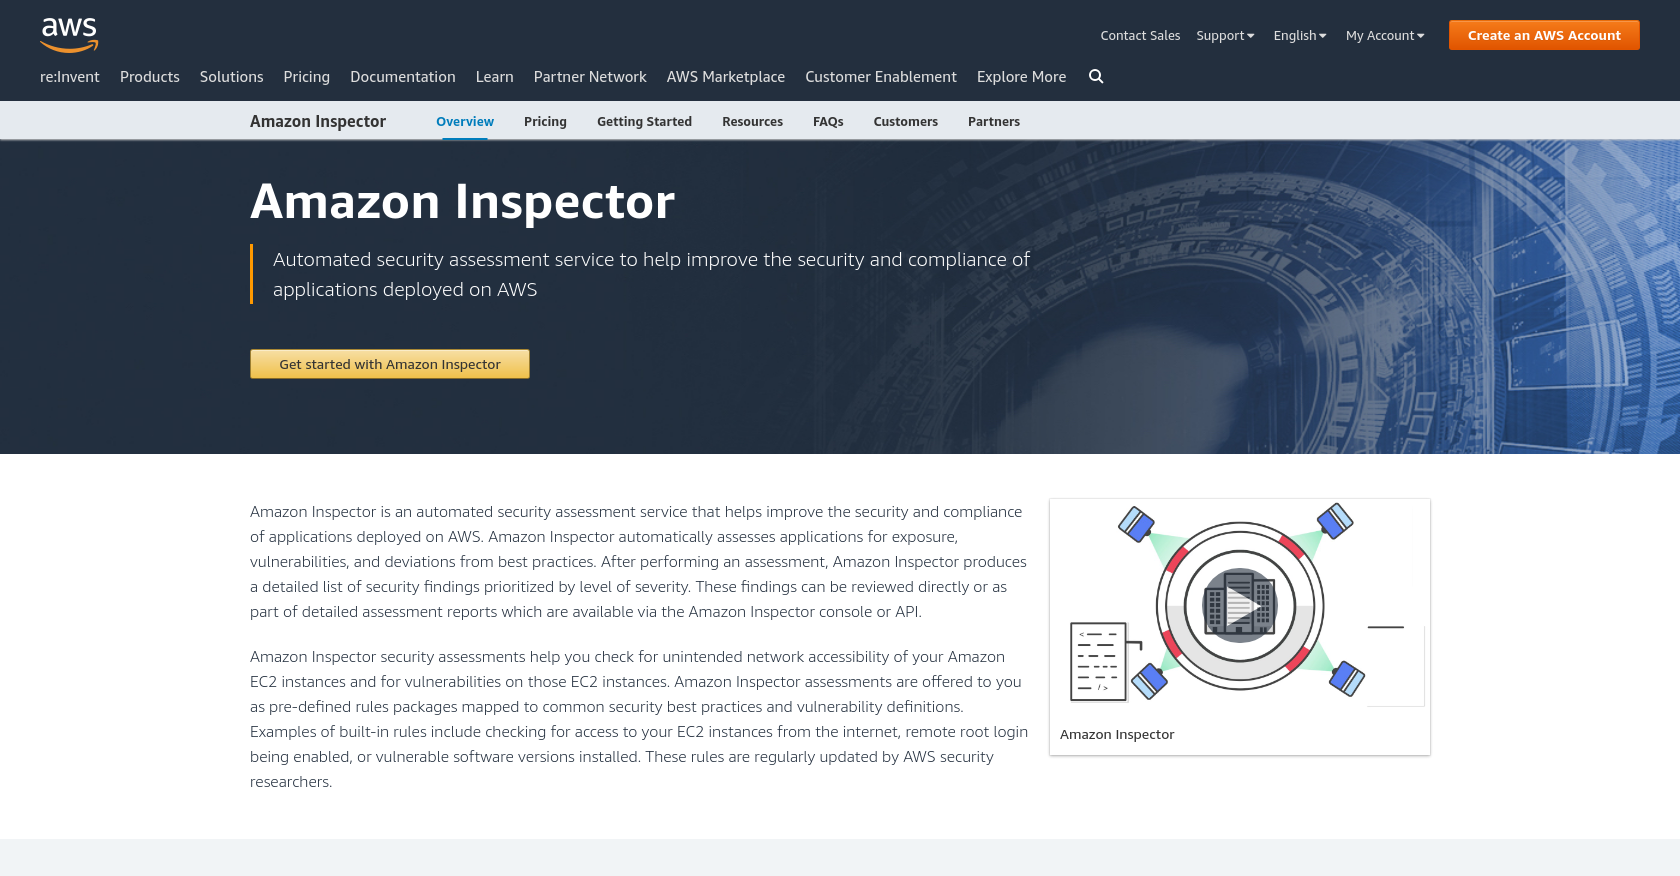 aws
Contact Sales Support English My Account Create an AWS Account
re:Invent Products Solutions Pricing Documentation Learn Partner Network AWS Marketplace Customer Enablement Explore More
Amazon Inspector Overview Pricing Getting Started Resources FAQs Customers Partners
Amazon Inspector
Automated security assessment service to help improve the security and compliance of
applications deployed on AWS
Get started with Amazon Inspector
Amazon Inspector is an automated security assessment service that helps improve the security and compliance
of applications deployed on AWS. Amazon Inspector automatically assesses applications for exposure,
vulnerabilities, and deviations from best practices. After performing an assessment, Amazon Inspector produces
a detailed list of security findings prioritized by level of severity. These findings can be reviewed directly or as
part of detailed assessment reports which are available via the Amazon Inspector console or API.
Amazon Inspector security assessments help you check for unintended network accessibility of your Amazon
EC2 instances and for vulnerabilities on those EC2 instances. Amazon Inspector assessments are offered to you
as pre-defined rules packages mapped to common security best practices and vulnerability definitions.
Examples of built-in rules include checking for access to your EC2 instances from the internet, remote root login
being enabled, or vulnerable software versions installed. These rules are regularly updated by AWS security
researchers.
Amazon Inspector